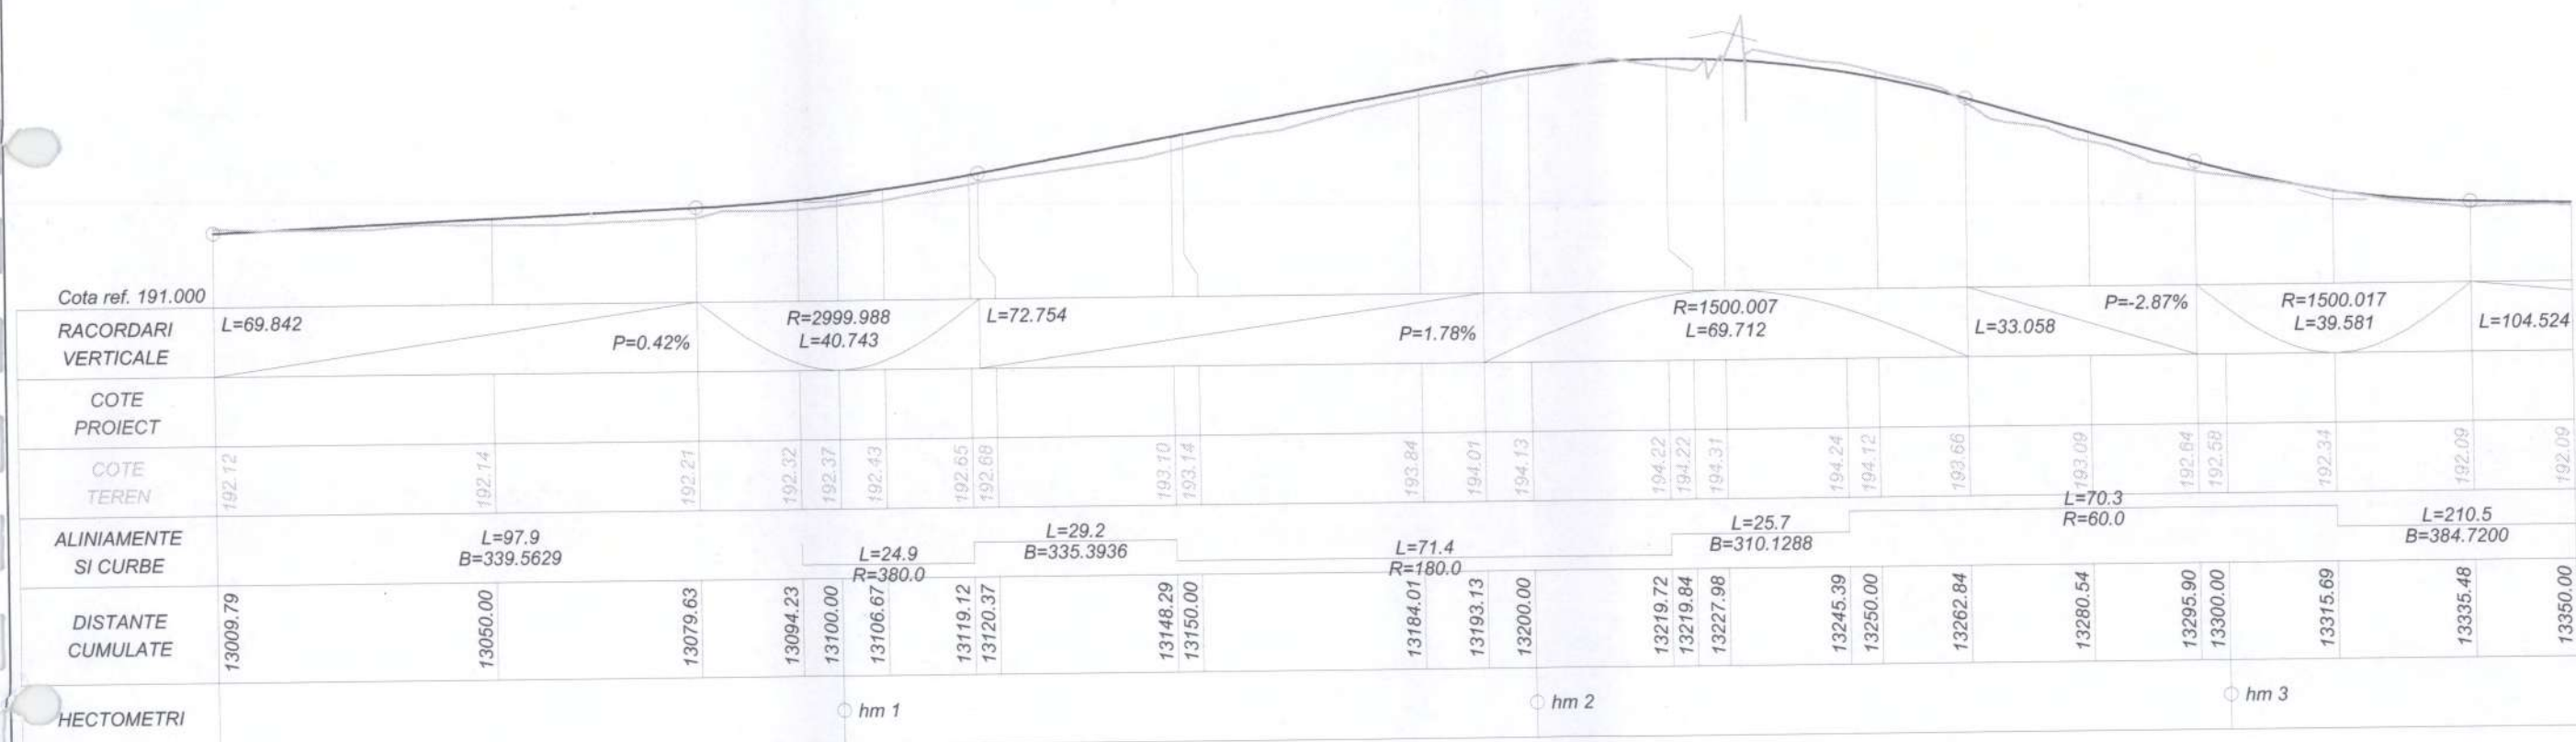 Cota ref. 191.000
RACORDARI
VERTICALE
L=69.842
P=0.42%
R=2999.988
L=40.743
L=72.754
P=1.78%
R=1500.007
L=69.712
L=33.058
P=-2.87%
R=1500.017
L=39.581
L=104.524
COTE
PROIECT
COTE
TEREN
192.12
192.14
192.21
192.32
192.37
192.43
192.65
192.68
193.10
193.14
193.84
194.01
194.13
194.22
194.22
194.31
194.24
194.12
193.66
193.09
192.64
192.58
192.34
192.09
192.09
ALINIAMENTE
SI CURBE
L=97.9
B=339.5629
L=24.9
R=380.0
L=29.2
B=335.3936
L=71.4
R=180.0
L=25.7
B=310.1288
L=70.3
R=60.0
L=210.5
B=384.7200
DISTANTE
CUMULATE
13009.79
13050.00
13079.63
13094.23
13100.00
13106.67
13119.12
13120.37
13148.29
13150.00
13184.01
13193.13
13200.00
13219.72
13219.84
13227.98
13245.39
13250.00
13262.84
13280.54
13295.90
13300.00
13315.69
13335.48
13350.00
HECTOMETRI
hm 1
hm 2
hm 3